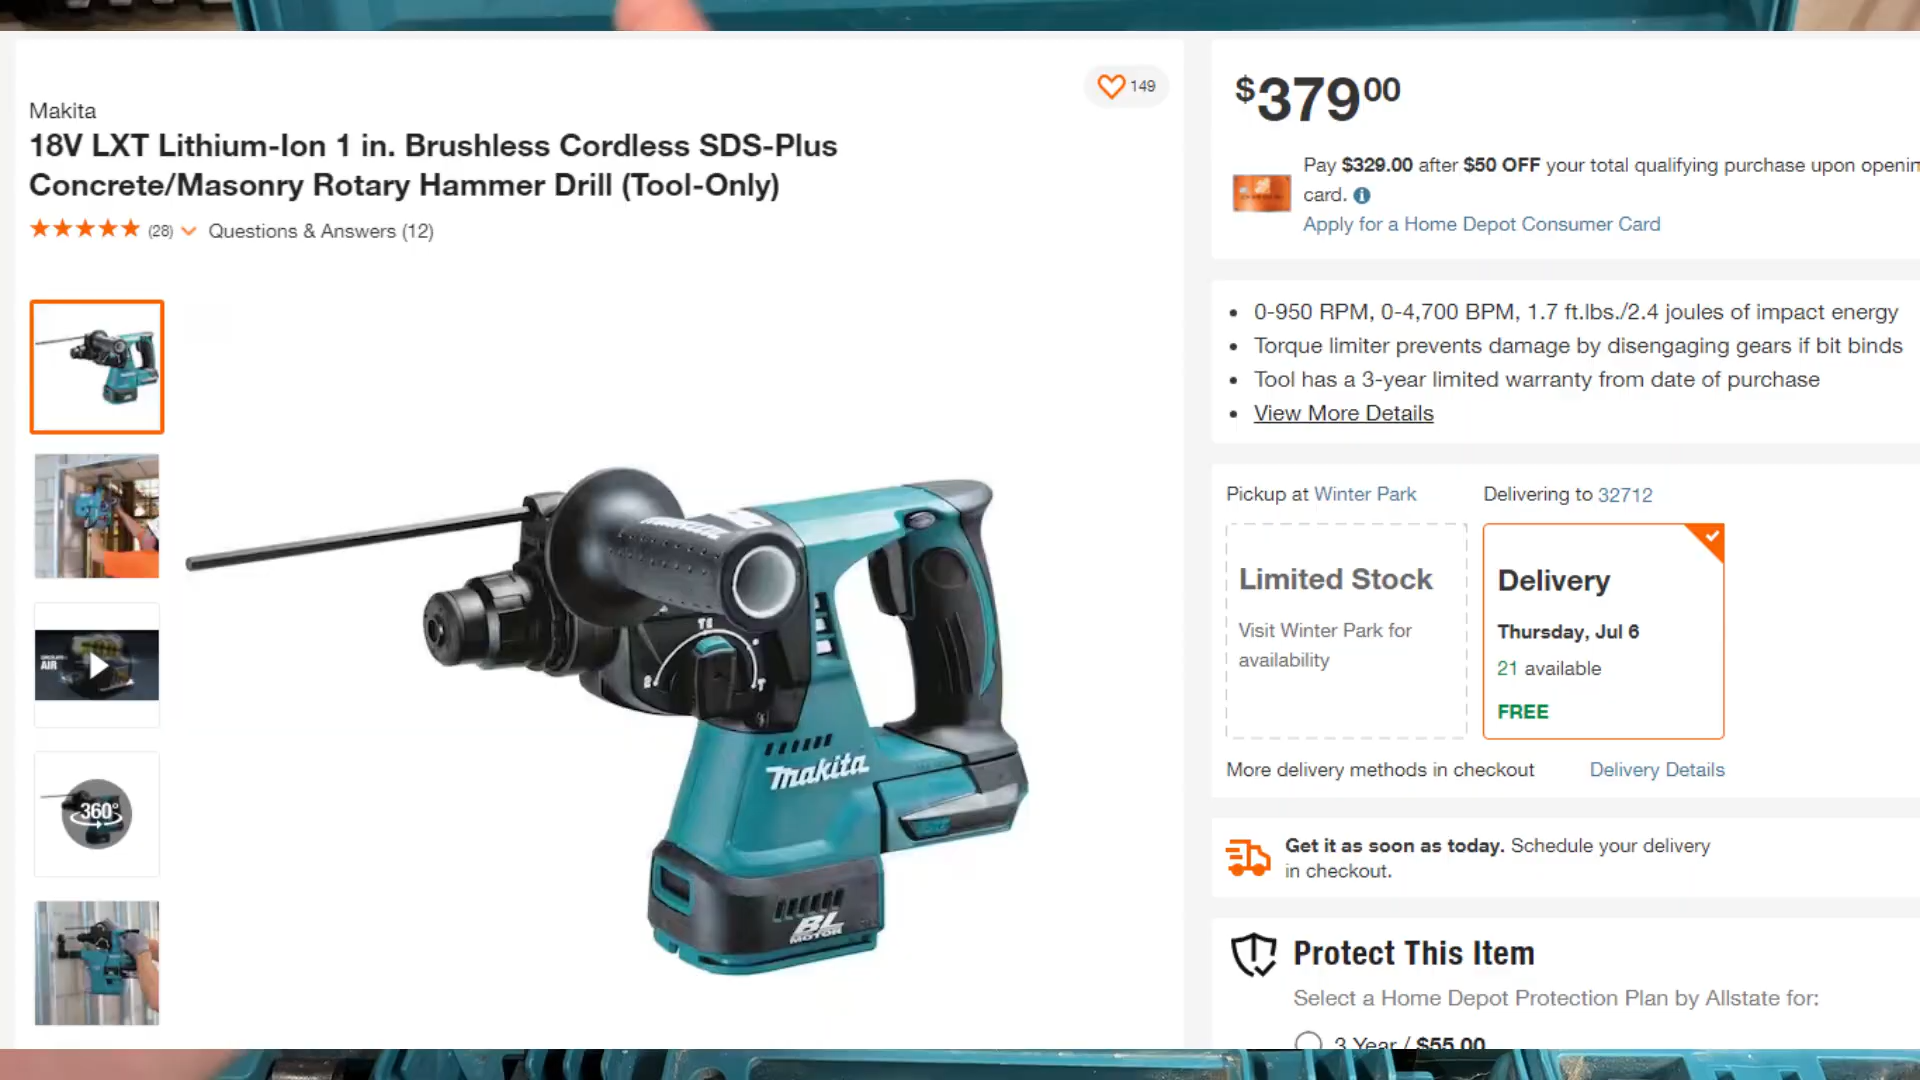 149
Makita
18V LXT Lithium-Ion 1 in. Brushless Cordless SDS-Plus
Concrete/Masonry Rotary Hammer Drill (Tool-Only)
(28)
Questions & Answers (12)
AIR
360°
makita
BL
MOTOR
$37900
Pay $329.00 after $50 OFF your total qualifying purchase upon openin
card.
Apply for a Home Depot Consumer Card
0-950 RPM, 0-4,700 BPM, 1.7 ft.lbs./2.4 joules of impact energy
Torque limiter prevents damage by disengaging gears if bit binds
Tool has a 3-year limited warranty from date of purchase
View More Details
Pickup at Winter Park
Delivering to 32712
Limited Stock
Visit Winter Park for
availability
Delivery
Thursday, Jul 6
21 available
FREE
More delivery methods in checkout
Delivery Details
Get it as soon as today. Schedule your delivery
in checkout.
Protect This Item
Select a Home Depot Protection Plan by Allstate for:
3 Year / $55.00